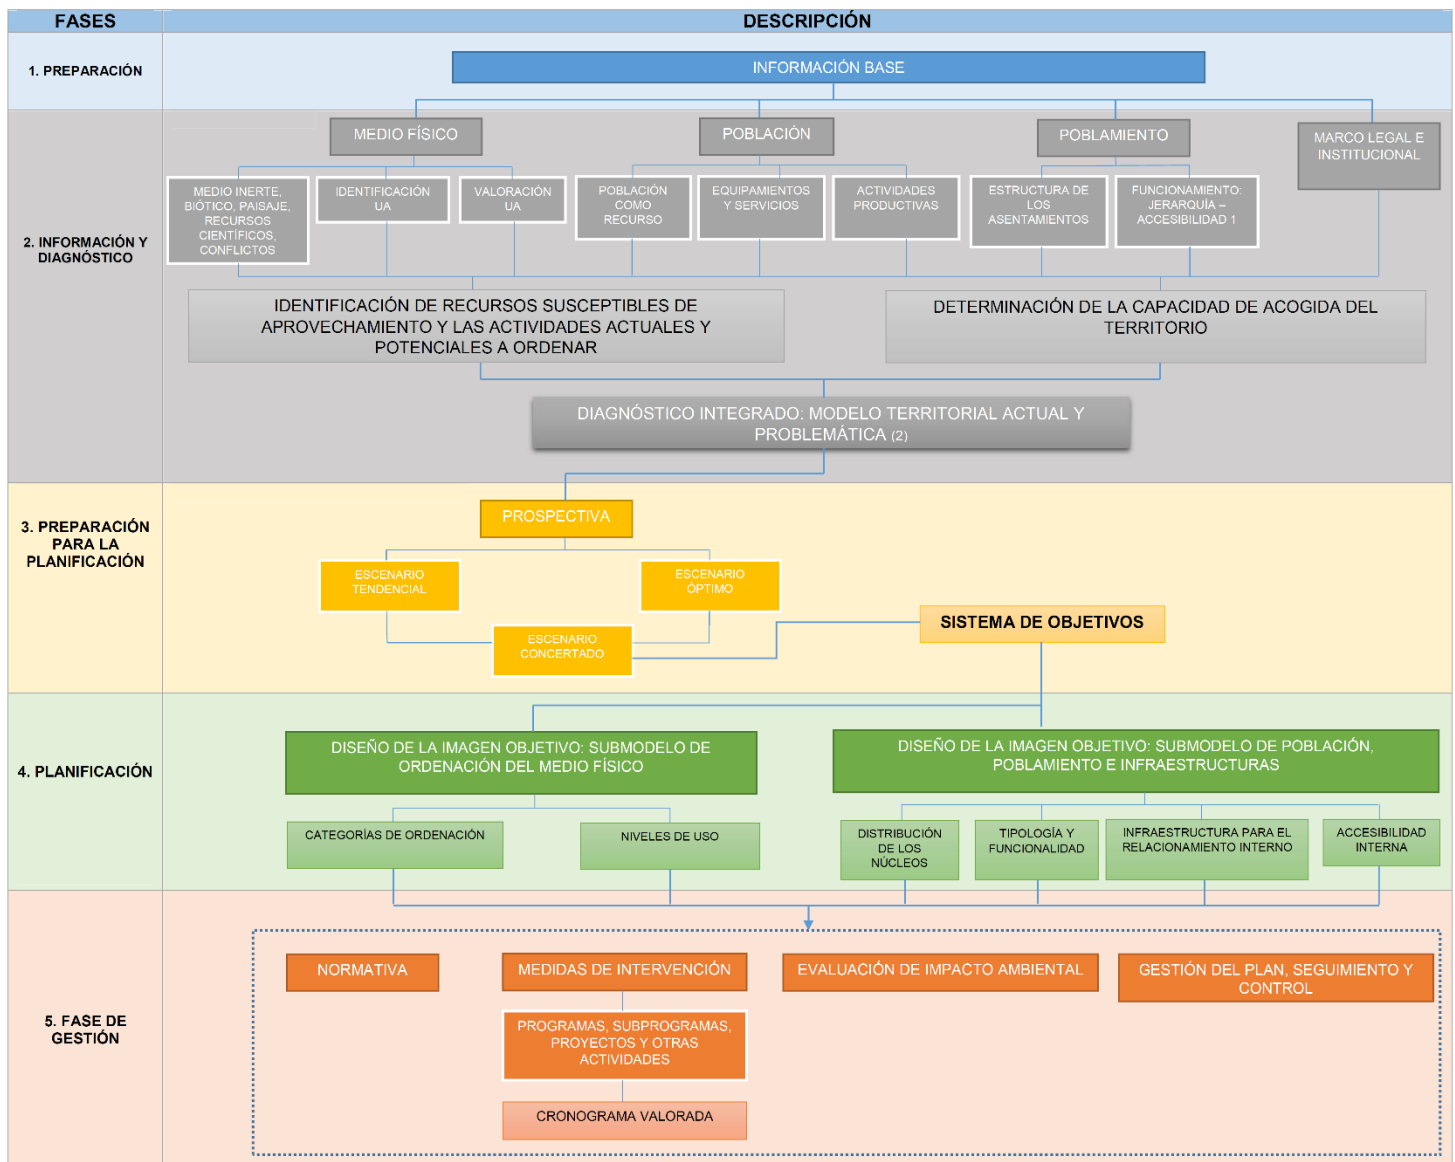 FASES
DESCRIPCIÓN
1. PREPARACIÓN
INFORMACIÓN BASE
2. INFORMACIÓN Y
DIAGNÓSTICO
MEDIO FÍSICO
POBLACIÓN
POBLAMIENTO
MARCO LEGAL E
INSTITUCIONAL
MEDIO INERTE,
BIÓTICO, PAISAJE,
RECURSOS
CIENTÍFICOS,
CONFLICTOS
IDENTIFICACIÓN
UA
VALORACIÓN
UA
POBLACIÓN
COMO
RECURSO
EQUIPAMIENTOS
Y SERVICIOS
ACTIVIDADES
PRODUCTIVAS
ESTRUCTURA DE
LOS
ASENTAMIENTOS
FUNCIONAMIENTO:
JERARQUÍA –
ACCESIBILIDAD 1
IDENTIFICACIÓN DE RECURSOS SUSCEPTIBLES DE
APROVECHAMIENTO Y LAS ACTIVIDADES ACTUALES Y
POTENCIALES A ORDENAR
DETERMINACIÓN DE LA CAPACIDAD DE ACOGIDA DEL
TERRITORIO
DIAGNÓSTICO INTEGRADO: MODELO TERRITORIAL ACTUAL Y
PROBLEMÁTICA (2)
3. PREPARACIÓN
PARA LA
PLANIFICACIÓN
PROSPECTIVA
ESCENARIO
TENDENCIAL
ESCENARIO
ÓPTIMO
ESCENARIO
CONCERTADO
SISTEMA DE OBJETIVOS
4. PLANIFICACIÓN
DISEÑO DE LA IMAGEN OBJETIVO: SUBMODELO DE
ORDENACIÓN DEL MEDIO FÍSICO
DISEÑO DE LA IMAGEN OBJETIVO: SUBMODELO DE POBLACIÓN,
POBLAMIENTO E INFRAESTRUCTURAS
CATEGORÍAS DE ORDENACIÓN
NIVELES DE USO
DISTRIBUCIÓN
DE LOS
NÚCLEOS
TIPOLOGÍA Y
FUNCIONALIDAD
INFRAESTRUCTURA PARA EL
RELACIONAMIENTO INTERNO
ACCESIBILIDAD
INTERNA
5. FASE DE
GESTIÓN
NORMATIVA
MEDIDAS DE INTERVENCIÓN
EVALUACIÓN DE IMPACTO AMBIENTAL
GESTIÓN DEL PLAN, SEGUIMIENTO Y
CONTROL
PROGRAMAS, SUBPROGRAMAS,
PROYECTOS Y OTRAS
ACTIVIDADES
CRONOGRAMA VALORADA